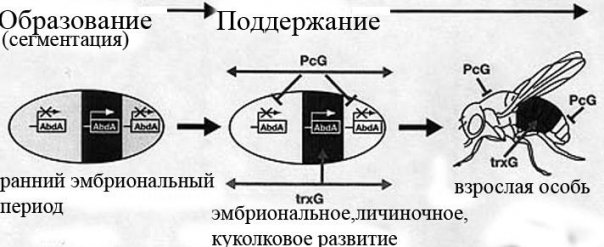 Образование
(сегментация)
Поддержание
PcG
AbdA AbdA AbdA
AbdA AbdA AbdA
PcG
PcG
trxG
ранний эмбриональный
период
trxG
эмбриональное,личиночное,
куколковое развитие
взрослая особь